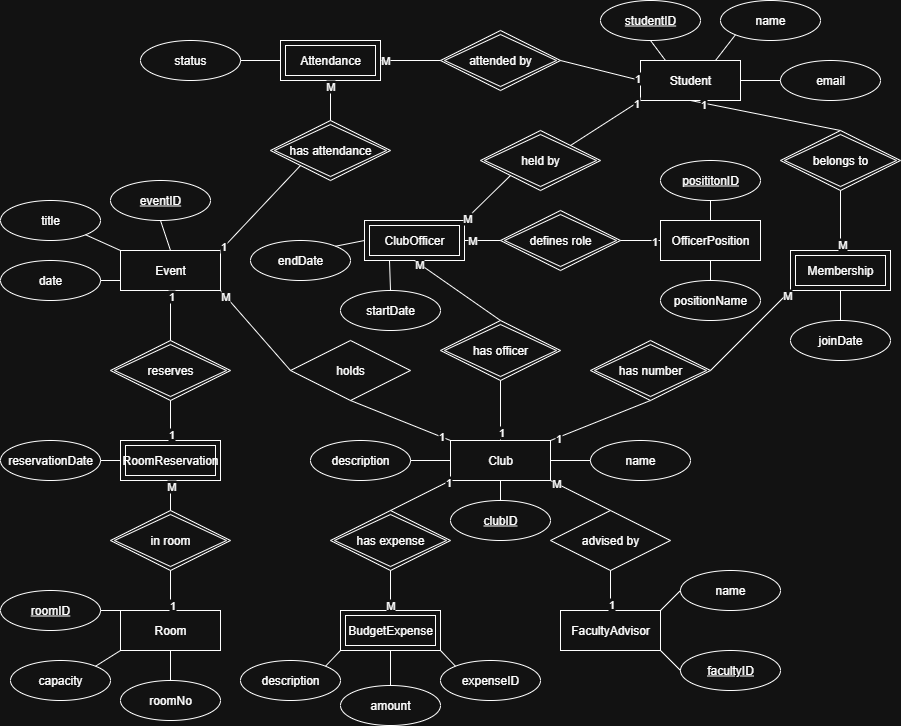 studentID
name
status
Attendance
M
attended by
1
Student
email
M
1
1
has attendance
held by
belongs to
posititonID
eventID
title
1
M
ClubOfficer
M
defines role
1
OfficerPosition
M
endDate
date
Event
M
Membership
1
M
M
startDate
positionName
joinDate
reserves
holds
has officer
has number
1
1
1
1
reservationDate
RoomReservation
description
Club
name
M
1
M
clubID
in room
has expense
advised by
1
M
1
roomID
Room
BudgetExpense
FacultyAdvisor
name
capacity
roomNo
description
amount
expenseID
facultyID